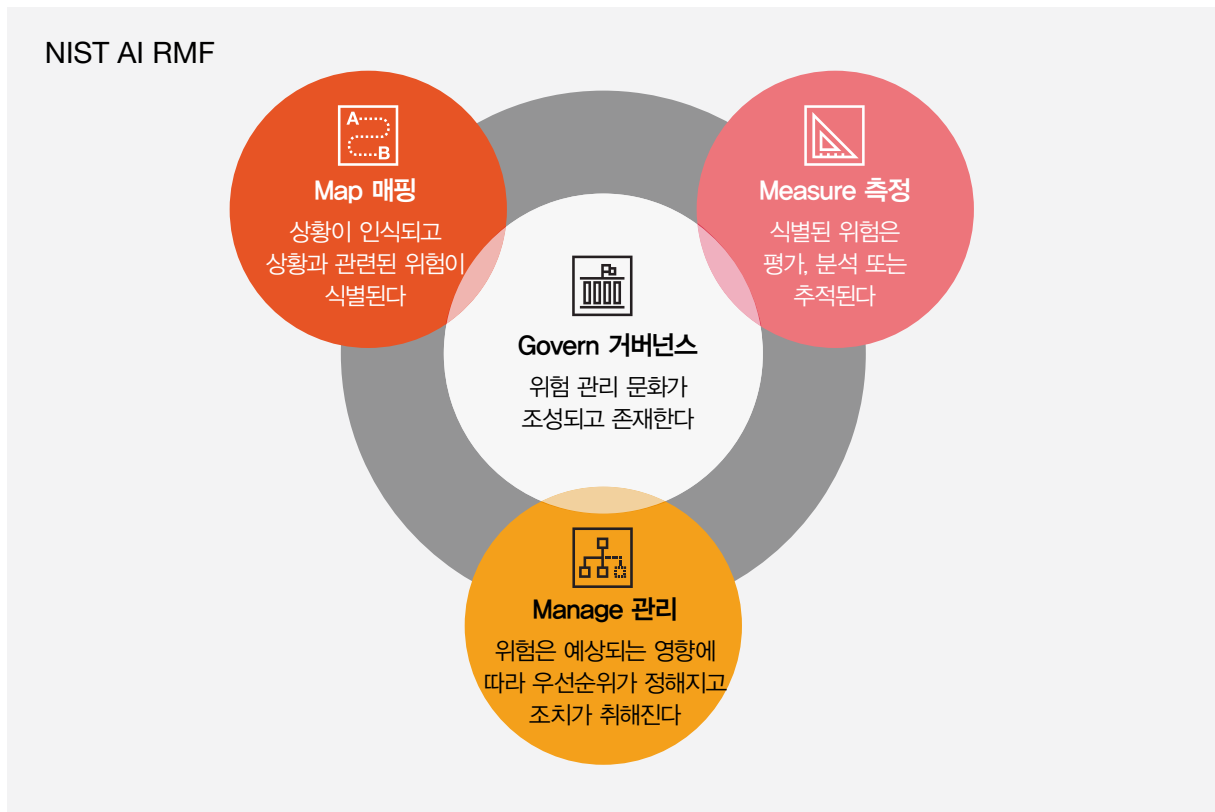 NIST AI RMF
A
B
Map 매핑
상황이 인식되고
상황과 관련된 위험이
식별된다
Measure 측정
식별된 위험은
평가, 분석 또는
추적된다
Govern 거버넌스
위험 관리 문화가
조성되고 존재한다
Manage 관리
위험은 예상되는 영향에
따라 우선순위가 정해지고
조치가 취해진다